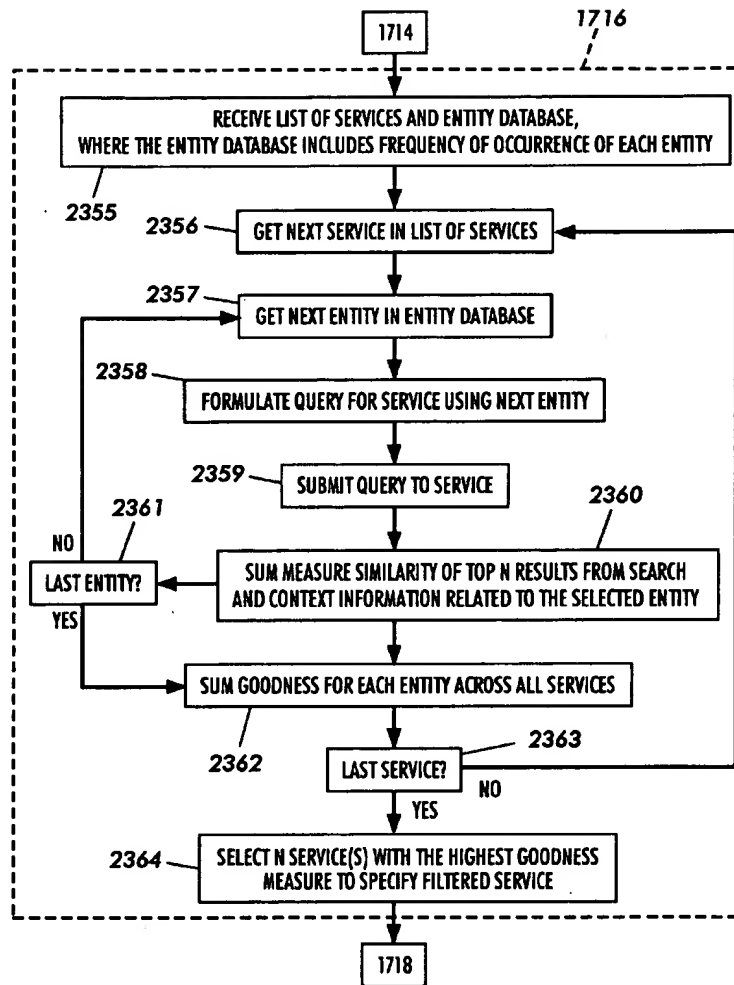 1714
1716
RECEIVE LIST OF SERVICES AND ENTITY DATABASE,
WHERE THE ENTITY DATABASE INCLUDES FREQUENCY OF OCCURRENCE OF EACH ENTITY
2355
2356
GET NEXT SERVICE IN LIST OF SERVICES
2357
GET NEXT ENTITY IN ENTITY DATABASE
2358
FORMULATE QUERY FOR SERVICE USING NEXT ENTITY
2359
SUBMIT QUERY TO SERVICE
2360
2361
NO
LAST ENTITY?
YES
SUM MEASURE SIMILARITY OF TOP N RESULTS FROM SEARCH
AND CONTEXT INFORMATION RELATED TO THE SELECTED ENTITY
SUM GOODNESS FOR EACH ENTITY ACROSS ALL SERVICES
2362
2363
LAST SERVICE?
NO
YES
2364
SELECT N SERVICE(S) WITH THE HIGHEST GOODNESS
MEASURE TO SPECIFY FILTERED SERVICE
1718